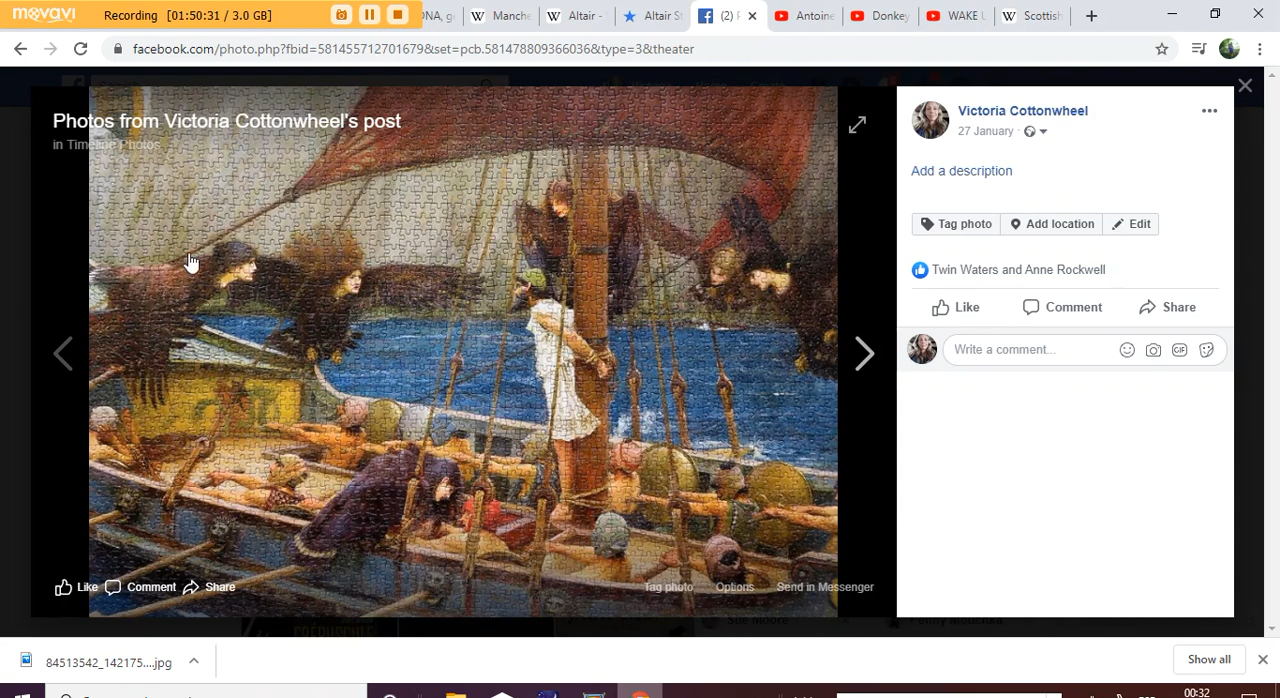 movavi Recording [01:50:31 / 3.0 GB]
Manche
Altair -
Altair St
(2)
Antoine
Donkey
WAKE U
Scottish
facebook.com/photo.php?fbid=581455712701679&set=pcb.581478809366036&type=3&theater
Photos from Victoria Cottonwheel's post
in Timeline Photos
Victoria Cottonwheel
27 January ·
Add a description
Tag photo
Add location
Edit
Twin Waters and Anne Rockwell
Like
Comment
Share
Write a comment...
GIF
Like Comment Share
Tag photo Options Send in Messenger
84513542_142175....jpg
Show all
00:32